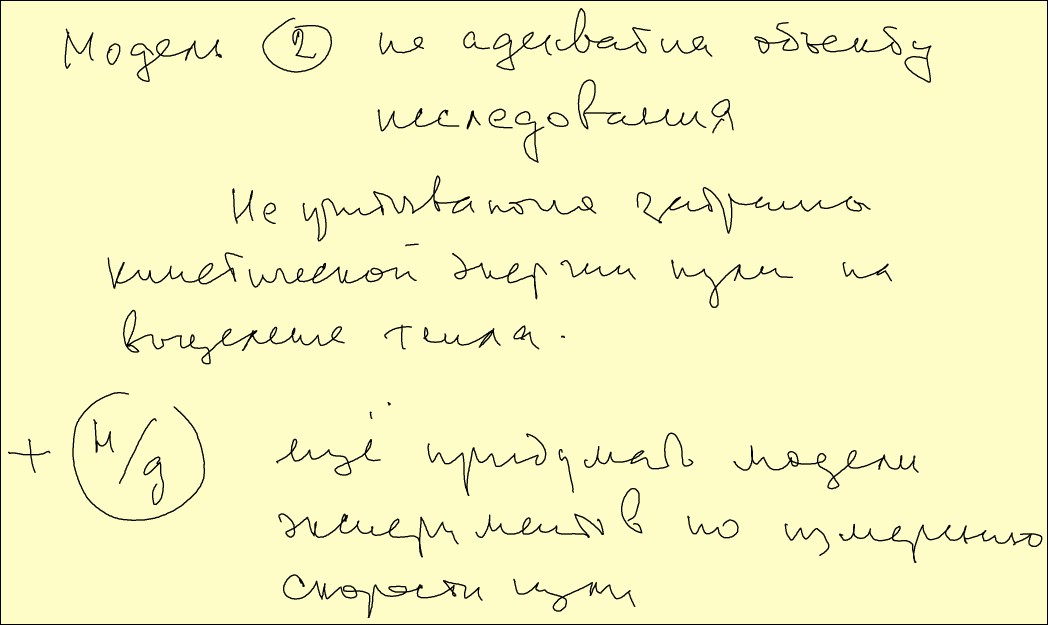 Модель ② не адекватна объекту
исследования
Не учитываются затраты
кинетической энергии пули на
выделение тепла.
+ н/д ещё придумать модели
экспериментов по измерению
скорости пули